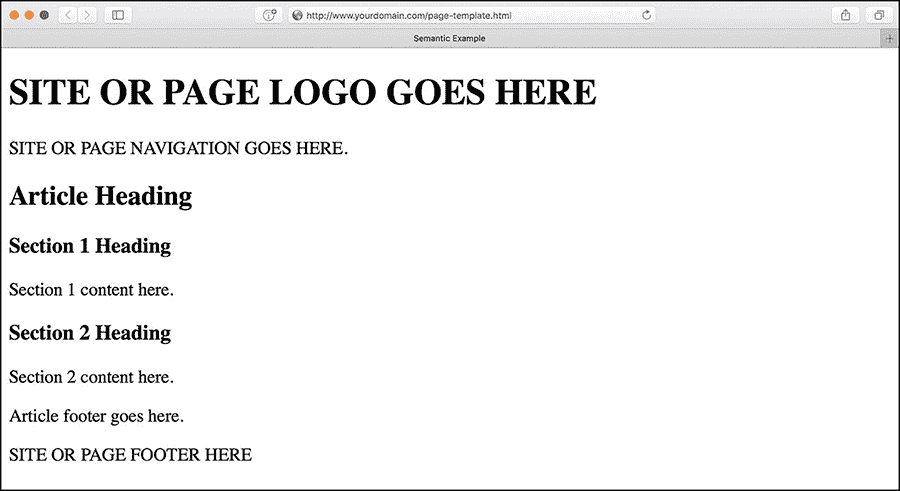 http://www.yourdomain.com/page-template.html
Semantic Example
SITE OR PAGE LOGO GOES HERE
SITE OR PAGE NAVIGATION GOES HERE.
Article Heading
Section 1 Heading
Section 1 content here.
Section 2 Heading
Section 2 content here.
Article footer goes here.
SITE OR PAGE FOOTER HERE